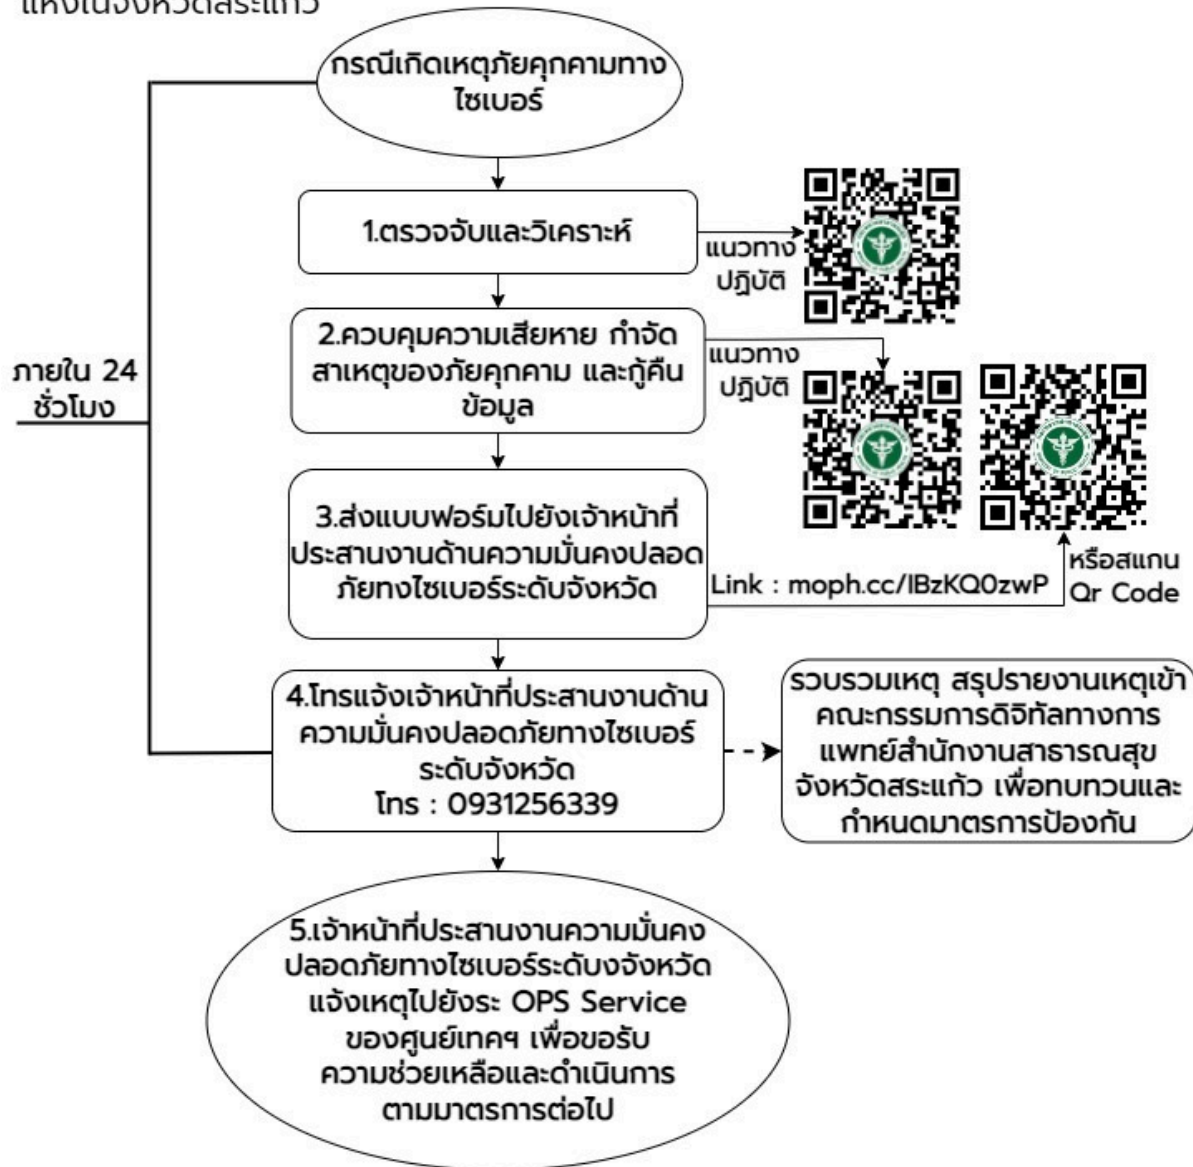 แห่งในจังหวัดสระแก้ว
กรณีเกิดเหตุภัยคุกคามทาง
ไซเบอร์
1.ตรวจจับและวิเคราะห์
แนวทาง
ปฏิบัติ
2.ควบคุมความเสียหาย กำจัด
สาเหตุของภัยคุกคาม และกู้คืน
ข้อมูล
แนวทาง
ปฏิบัติ
ภายใน 24
ชั่วโมง
3.ส่งแบบฟอร์มไปยังเจ้าหน้าที่
ประสานงานด้านความมั่นคงปลอด
ภัยทงไซเบอร์ระดับจังหวัด
Link : moph.cc/lBzKQ0zwP
หรือสแกน
Qr Code
4.โทรแจ้งเจ้าหน้าที่ประสานงานด้าน
ความมั่นคงปลอดภัยทางไซเบอร์
ระดับจังหวัด
โทร : 0931256339
รวบรวมเหตุ สรุปรายงานเหตุเข้า
คณะกรรมการดิจิทัลทางการ
แพทย์สำนักงานสาธารณสุข
จังหวัดสระแก้ว เพื่อทบทวนและ
กำหนดมาตรการป้องกัน
5.เจ้าหน้าที่ประสานงานความมั่นคง
ปลอดภัยทางไซเบอร์ระดับงจังหวัด
แจ้งเหตุไปยังระ OPS Service
ของศูนย์เทคฯ เพื่อขอรับ
ความช่วยเหลือและดำเนินการ
ตามมาตรการต่อไป